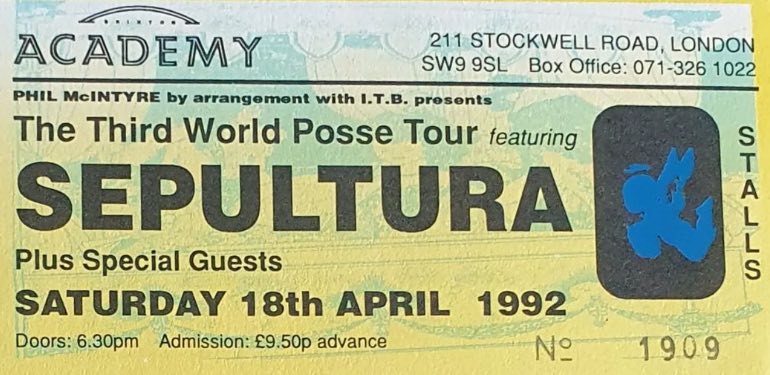 BRIXTON
ACADEMY
211 STOCKWELL ROAD, LONDON
SW9 9SL Box Office: 071-326 1022
PHIL McINTYRE by arrangement with I.T.B. presents
The Third World Posse Tour featuring
SEPULTURA
Plus Special Guests
SATURDAY 18th APRIL 1992
Doors: 6.30pm Admission: £9.50p advance
STALLS
Nº 1909